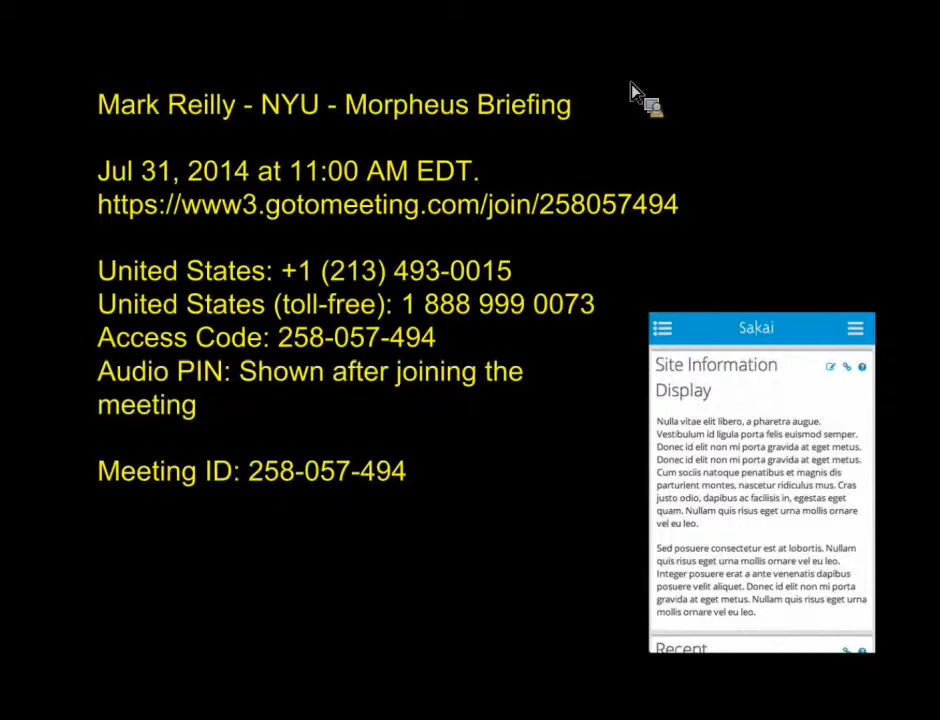 Mark Reilly - NYU - Morpheus Briefing
Jul 31, 2014 at 11:00 AM EDT.
https://www3.gotomeeting.com/join/258057494
United States: +1 (213) 493-0015
United States (toll-free): 1 888 999 0073
Access Code: 258-057-494
Audio PIN: Shown after joining the
meeting
Meeting ID: 258-057-494
Sakai
Site Information
Display
Nulla vitae elit libero, a pharetra augue.
Vestibulum id ligula porta felis euismod semper.
Donec id elit non mi porta gravida at eget metus.
Donec id elit non mi porta gravida at eget metus.
Cum sociis natoque penatibus et magnis dis
parturient montes, nascetur ridiculus mus. Cras
justo odio, dapibus ac facilisis in, egestas eget
quam. Nullam quis risus eget urna mollis ornare
vel eu leo.
Sed posuere consectetur est at lobortis. Nullam
quis risus eget urna mollis ornare vel eu leo.
Integer posuere erat a ante venenatis dapibus
posuere velit aliquet. Donec id elit non mi porta
gravida at eget metus. Nullam quis risus eget urna
mollis ornare vel eu leo.
Recent